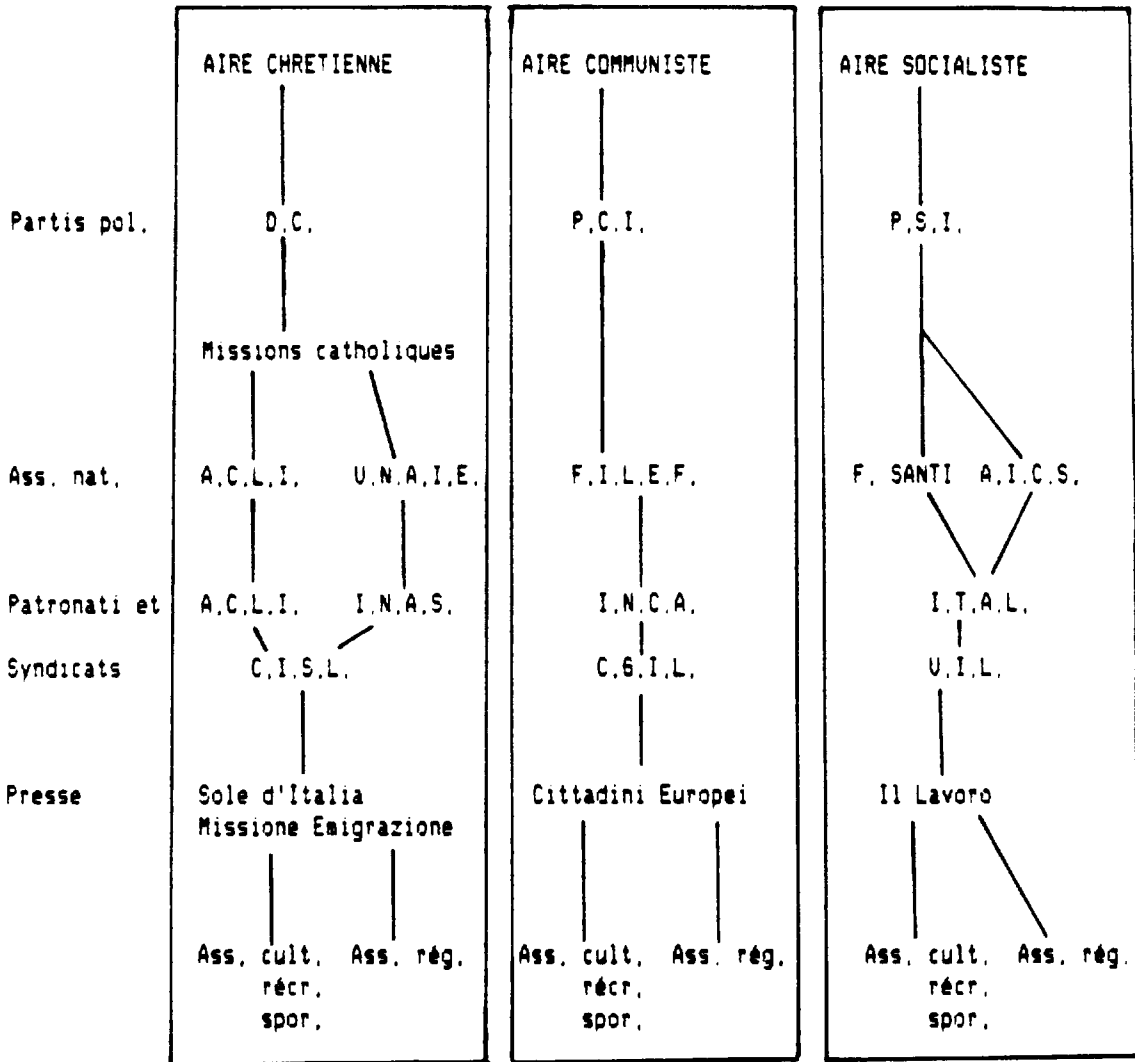 AIRE CHRETIENNE AIRE COMMUNISTE AIRE SOCIALISTE
Partis pol. D.C. P.C.I. P.S.I.
Missions catholiques
Ass. nat. A.C.L.I. U.N.A.I.E. F.I.L.E.F. F. SANTI A.I.C.S.
Patronati et A.C.L.I. I.N.A.S. I.N.C.A. I.T.A.L.
Syndicats C.I.S.L. C.G.I.L. U.I.L.
Presse Sole d'Italia Cittadini Europei Il Lavoro
Missione Emigrazione
Ass. cult. Ass. rég. Ass. cult. Ass. rég. Ass. cult. Ass. rég.
récr. récr. récr.
spor. spor. spor.